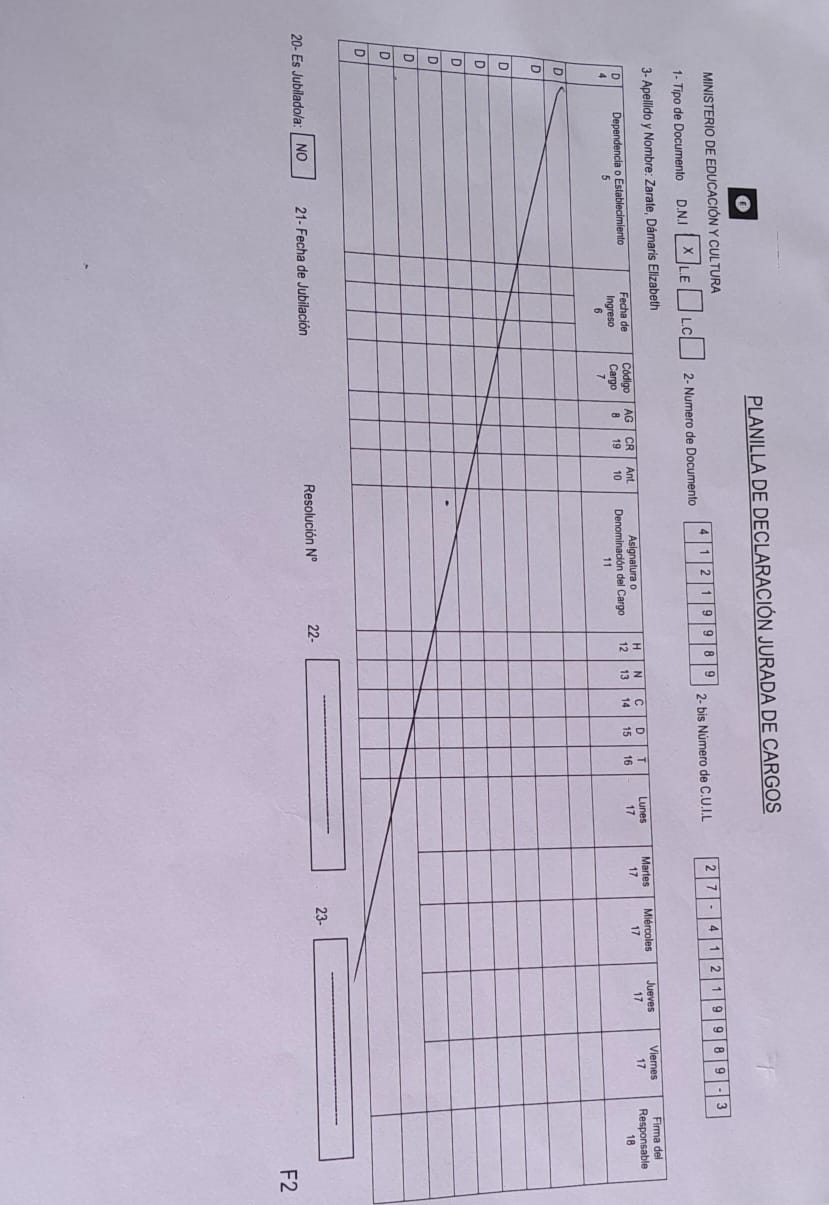 PLANILLA DE DECLARACIÓN JURADA DE CARGOS
MINISTERIO DE EDUCACIÓN Y CULTURA
1- Tipo de Documento D.N.I X L.E L.C 2- Numero de Documento 4 1 2 1 9 9 8 9 2- bis Número de C.U.I.L 2 7 - 4 1 2 1 9 9 8 9 - 3
3- Apellido y Nombre: Zarate, Dámaris Elizabeth
D Dependencia o Establecimiento Fecha de Ingreso Código Cargo AG CR Ant. Asignatura o Denominación del Cargo H N C D T Lunes Martes Miércoles Jueves Viernes Firma del Responsable
4 5 6 7 8 19 10 11 12 13 14 15 16 17 17 17 17 17 18
D
D
D
D
D
D
D
D
D
20- Es Jubilado/a: NO 21- Fecha de Jubilación Resolución Nº 22- 23-
F2